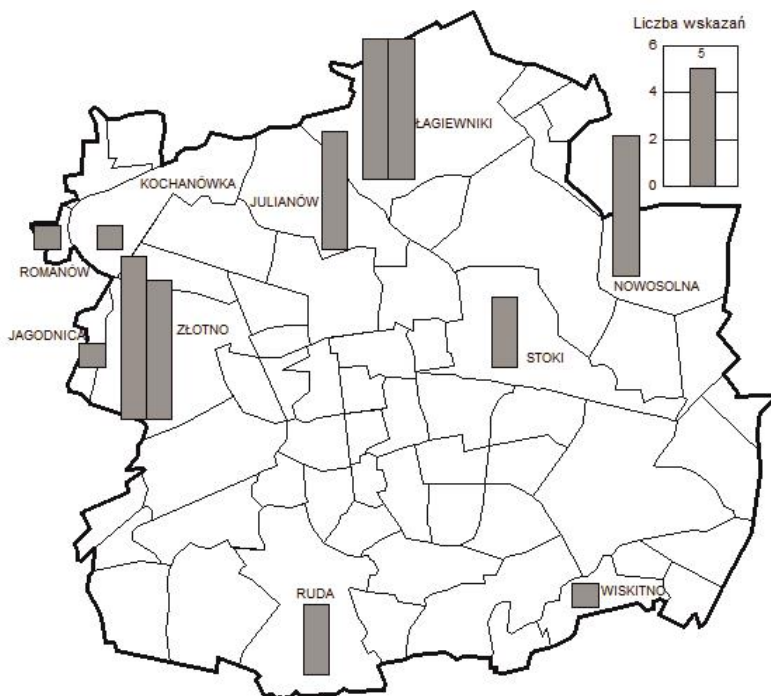 Liczba wskazań
6
5
4
2
0
ŁAGIEWNIKI
KOCHANÓWKA
JULIANÓW
ROMANÓW
NOWOSOLNA
JAGODNICA
ZŁOTNO
STOKI
RUDA
WISKITNO